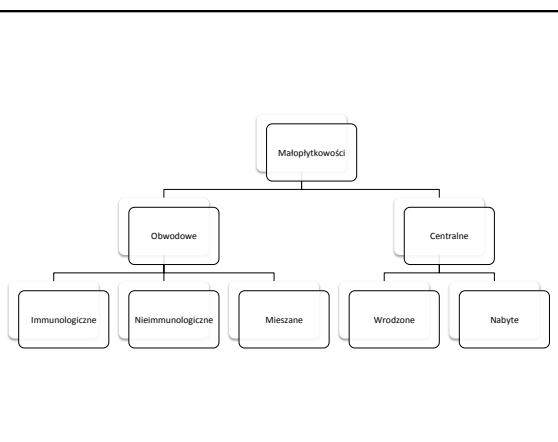 Małopłytkowości
Obwodowe
Centralne
Immunologiczne
Nieimmunologiczne
Mieszane
Wrodzone
Nabyte